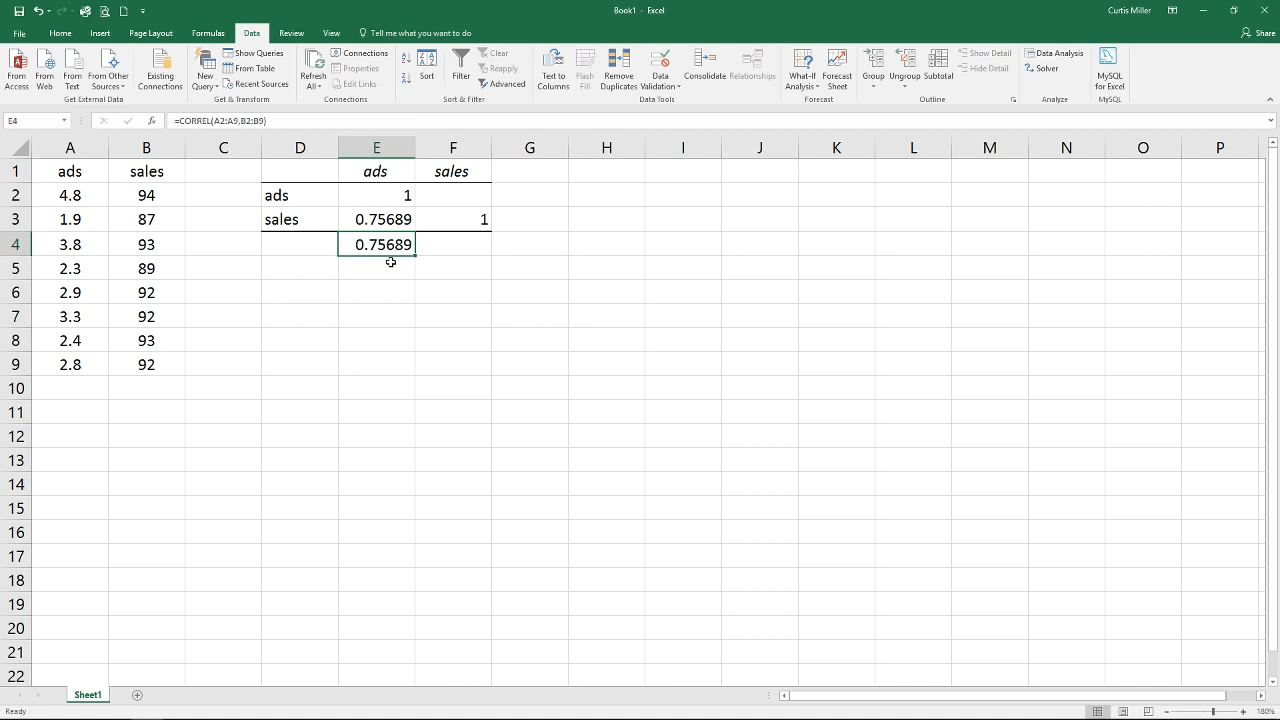 Book1 - Excel
Curtis Miller
File Home Insert Page Layout Formulas Data Review View Tell me what you want to do Share
From Access
From Web
From Text
From Other Sources
Existing Connections
Get External Data
New Query
Show Queries
From Table
Recent Sources
Get & Transform
Refresh All
Connections
Properties
Edit Links
Connections
Sort
Filter
Clear
Reapply
Advanced
Sort & Filter
Text to Columns
Flash Fill
Remove Duplicates
Data Validation
Consolidate
Relationships
Data Tools
What-If Analysis
Forecast Sheet
Forecast
Group
Ungroup
Subtotal
Show Detail
Hide Detail
Outline
Data Analysis
Solver
Analyze
MySQL for Excel
MySQL
E4 fx =CORREL(A2:A9,B2:B9)
A B C D E F G H I J K L M N O P
1 ads sales ads sales
2 4.8 94 ads 1
3 1.9 87 sales 0.75689 1
4 3.8 93 0.75689
5 2.3 89
6 2.9 92
7 3.3 92
8 2.4 93
9 2.8 92
10
11
12
13
14
15
16
17
18
19
20
21
22
Sheet1
Ready 180%